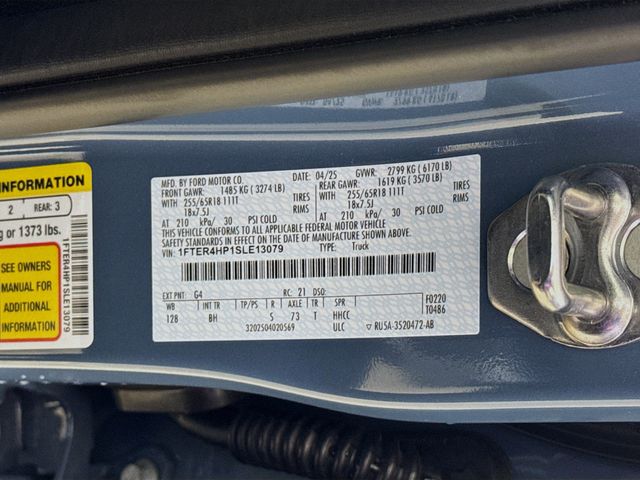 INFORMATION
2 REAR: 3
g or 1373 lbs.
SEE OWNERS
MANUAL FOR
ADDITIONAL
INFORMATION
1FTER4HP1SLE13079
MFD. BY FORD MOTOR CO. 04/25 GVWR: 2799 KG (6170 LB)
FRONT GAWR: 1485 KG (3274 LB) REAR GAWR: 1619 KG (3570 LB)
WITH 255/65R18 111T TIRES WITH 255/65R18 111T TIRES
18x7.5J RIMS 18x7.5J RIMS
AT 210 kPa/ 30 PSI COLD AT 210 kPa/ 30 PSI COLD
THIS VEHICLE CONFORMS TO ALL APPLICABLE FEDERAL MOTOR VEHICLE
SAFETY AND THEFT PREVENTION STANDARDS IN EFFECT ON THE DATE OF MANUFACTURE SHOWN ABOVE.
VIN: 1FTER4HP1SLE13079 TYPE: Truck
EXT PNT: G4 RC: 21 DSO:
WB INT TR TP/PS R AXLE TR SPR F0220
128 BH S 73 T HHCC T0486
3202504020569 ULC ▽ RU5A-3520472-AB